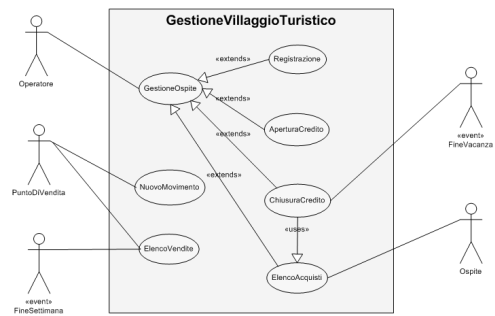 GestioneVillaggioTuristico
Operatore
«extends»
Registrazione
GestioneOspite
«extends»
AperturaCredito
«extends»
«event»
FineVacanza
«extends»
PuntoDiVendita
NuovoMovimento
ChiusuraCredito
«uses»
ElencoVendite
ElencoAcquisti
Ospite
«event»
FineSettimana